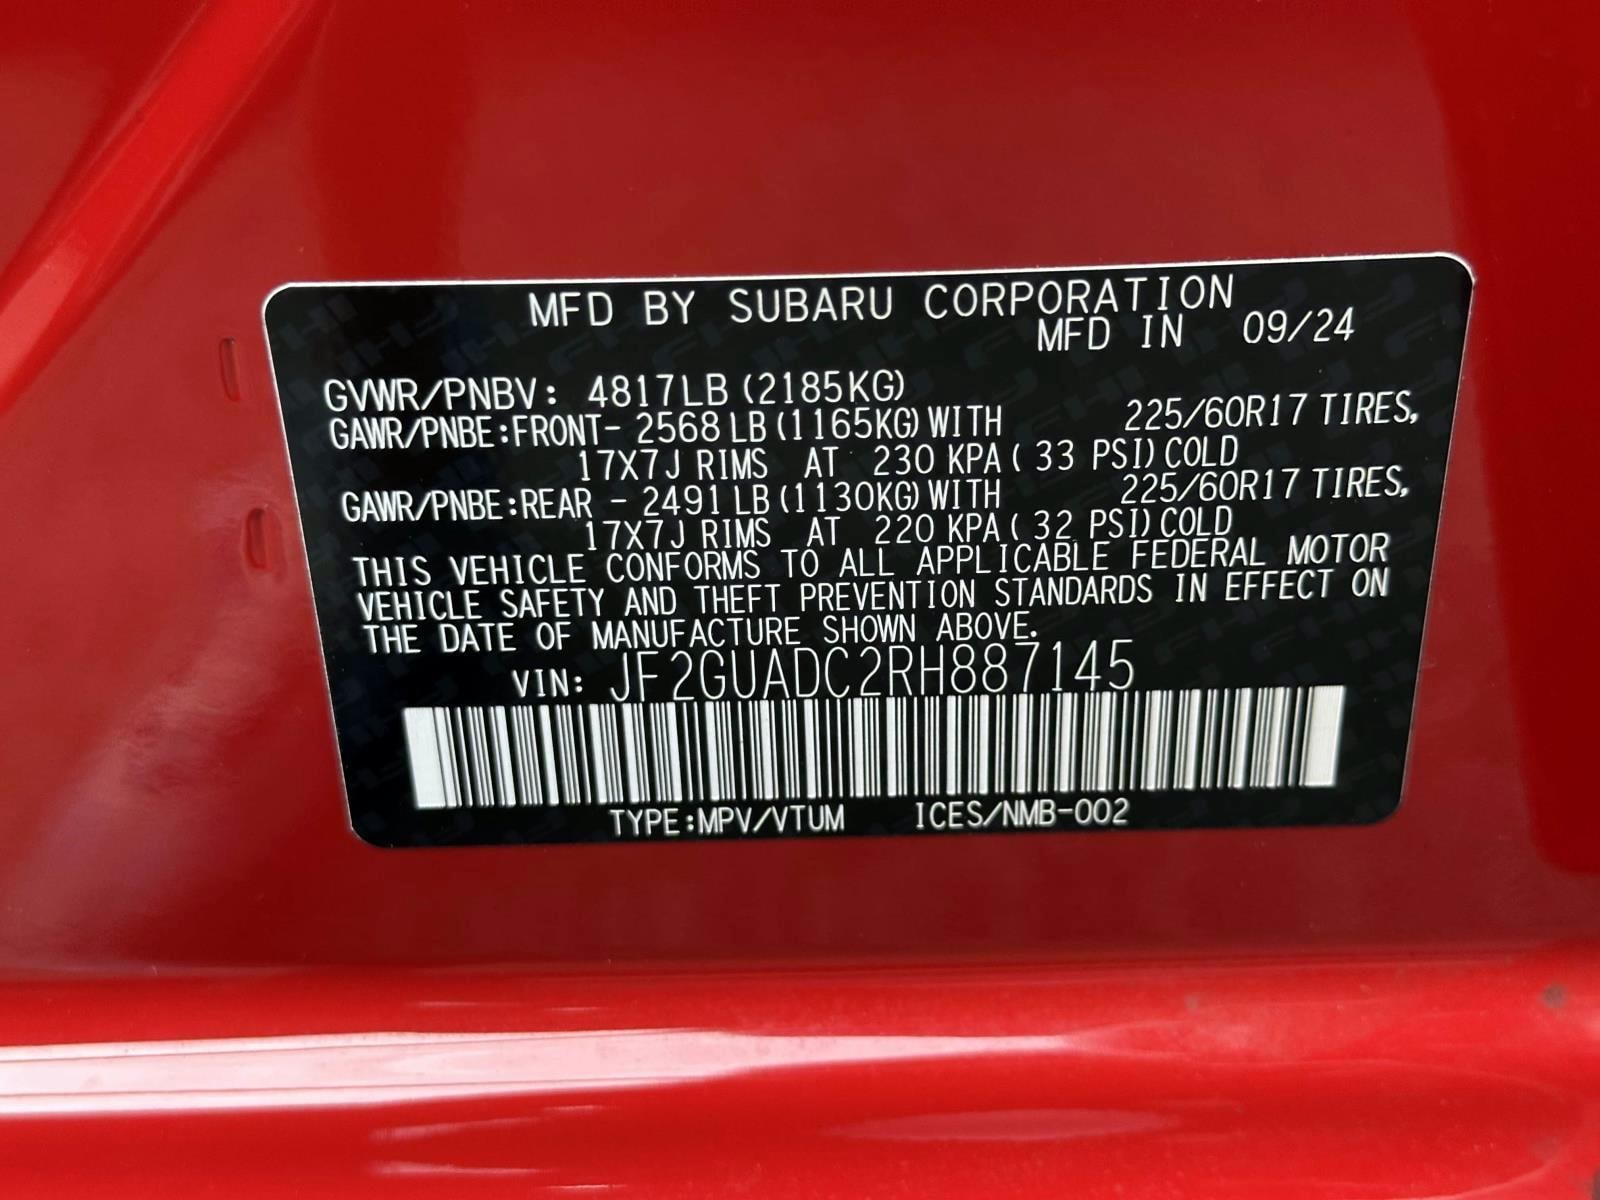 MFD BY SUBARU CORPORATION
MFD IN 09/24
GVWR/PNBV: 4817LB (2185KG)
GAWR/PNBE:FRONT- 2568 LB (1165KG) WITH 225/60R17 TIRES,
17X7J RIMS AT 230 KPA ( 33 PSI) COLD
GAWR/PNBE:REAR - 2491 LB (1130KG) WITH 225/60R17 TIRES,
17X7J RIMS AT 220 KPA ( 32 PSI) COLD
THIS VEHICLE CONFORMS TO ALL APPLICABLE FEDERAL MOTOR
VEHICLE SAFETY AND THEFT PREVENTION STANDARDS IN EFFECT ON
THE DATE OF MANUFACTURE SHOWN ABOVE.
VIN: JF2GUADC2RH887145
TYPE:MPV/VTUM ICES/NMB-002